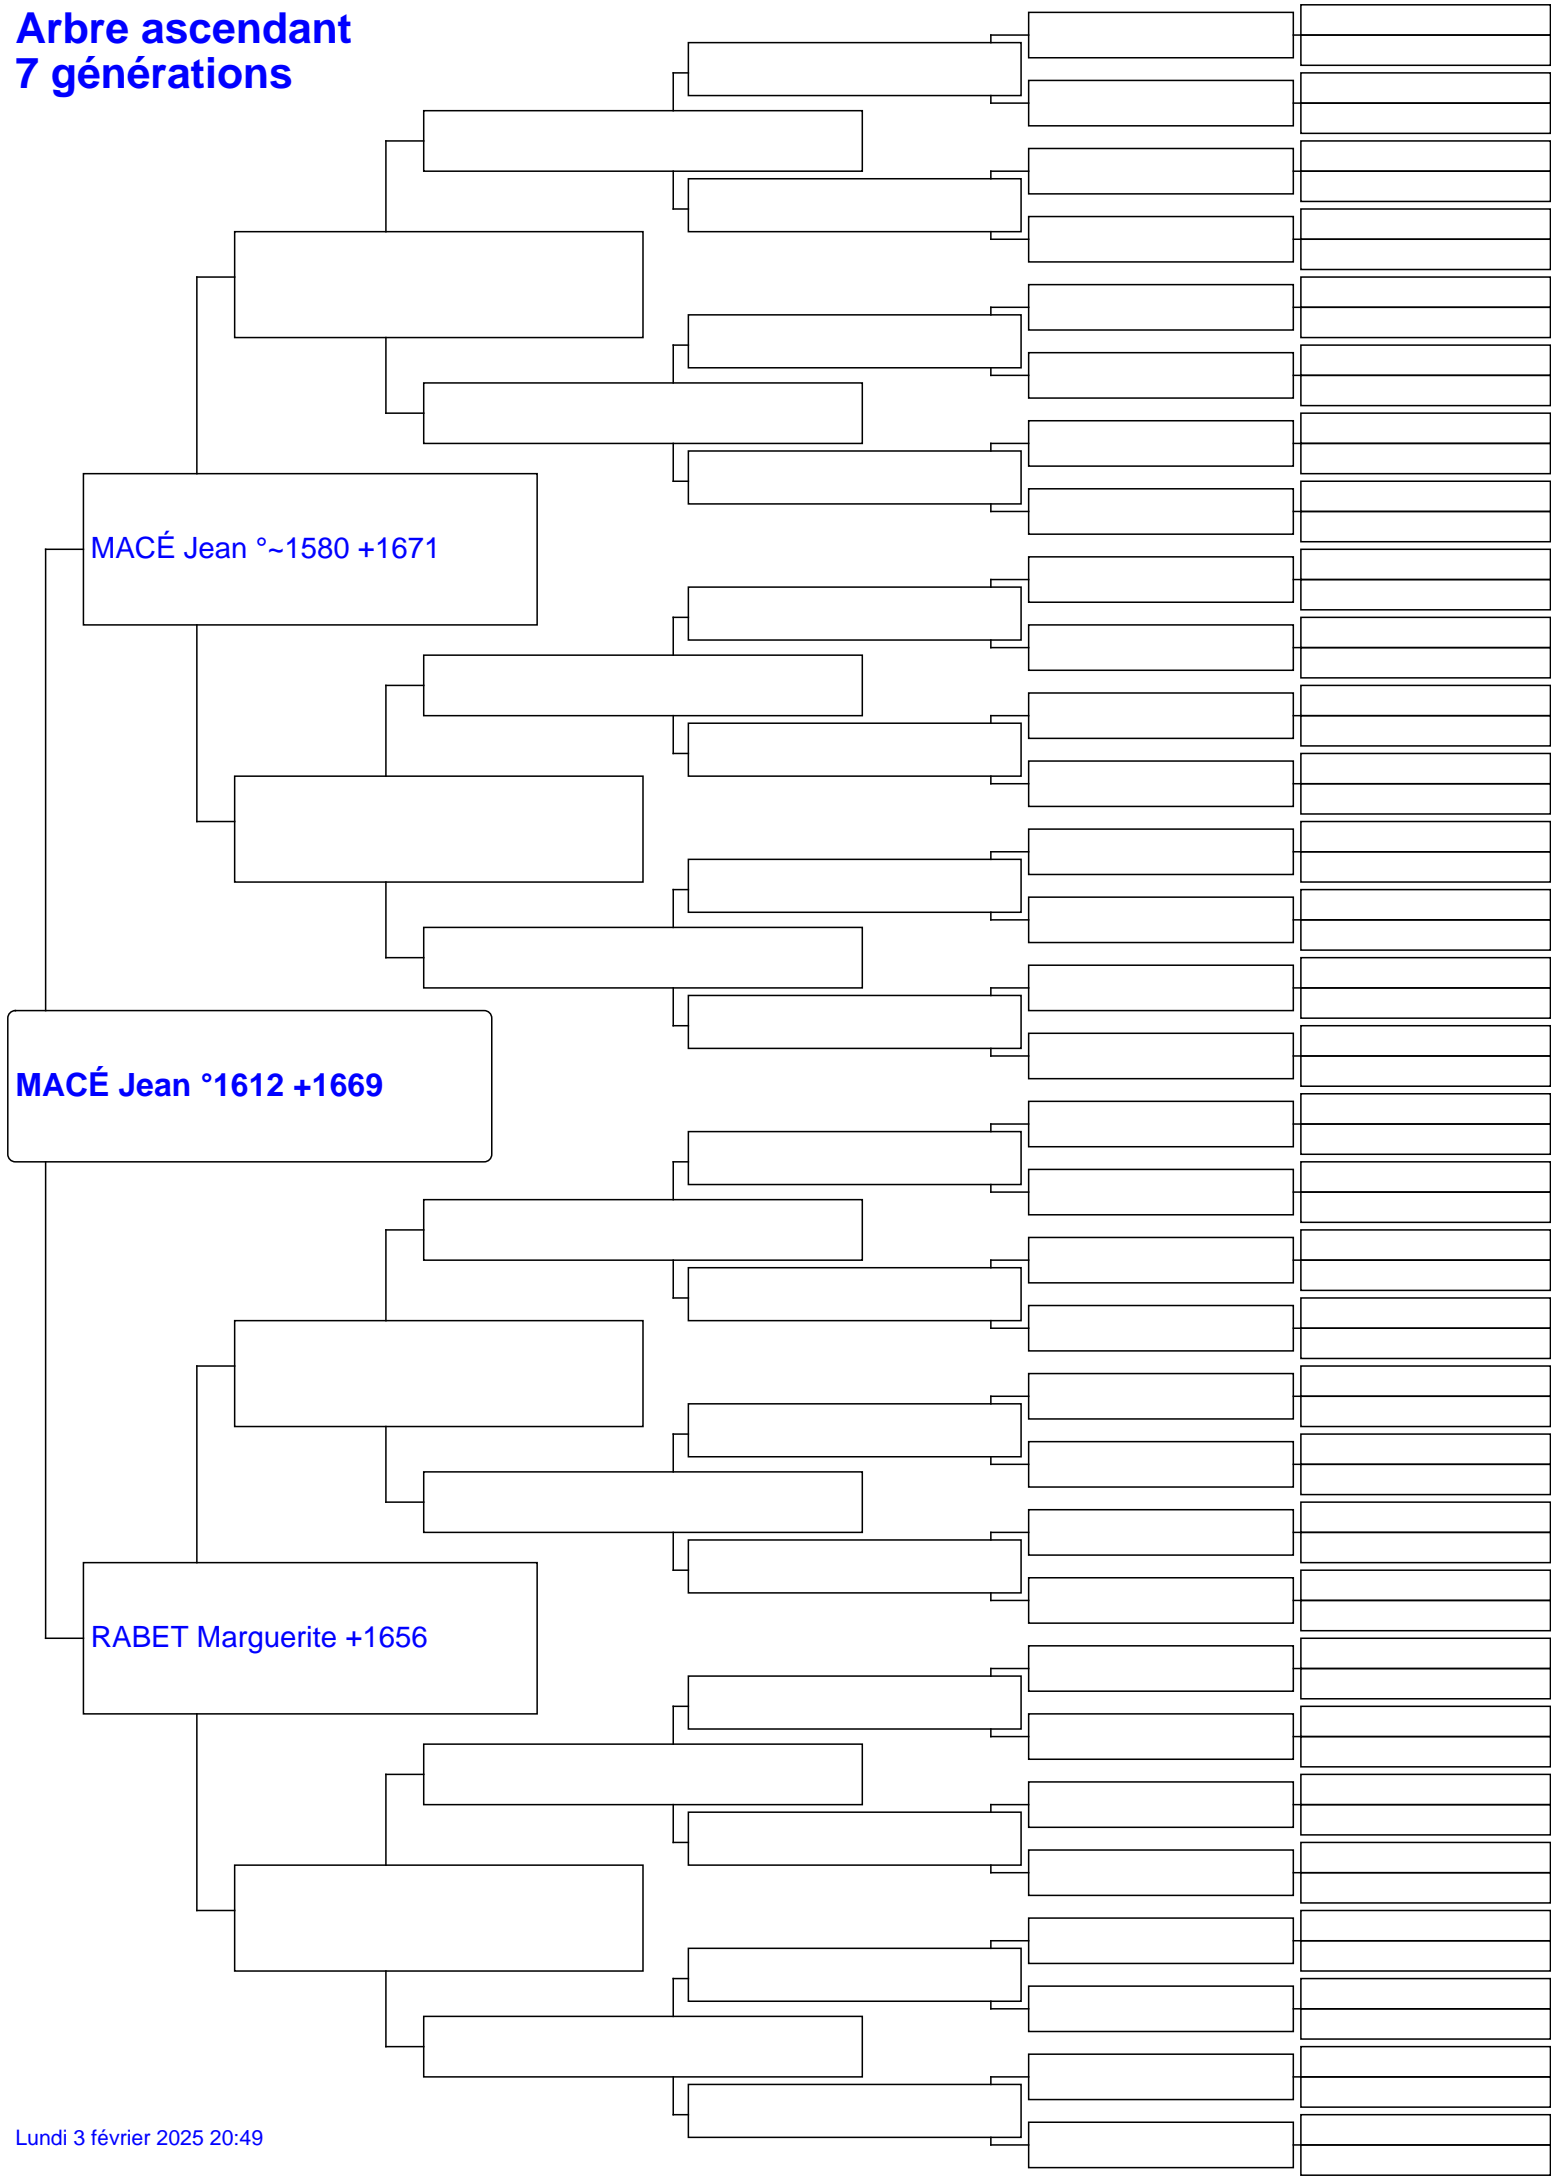 Arbre ascendant
7 générations
MACÉ Jean °~1580 +1671
MACÉ Jean °1612 +1669
RABET Marguerite +1656
Lundi 3 février 2025 20:49